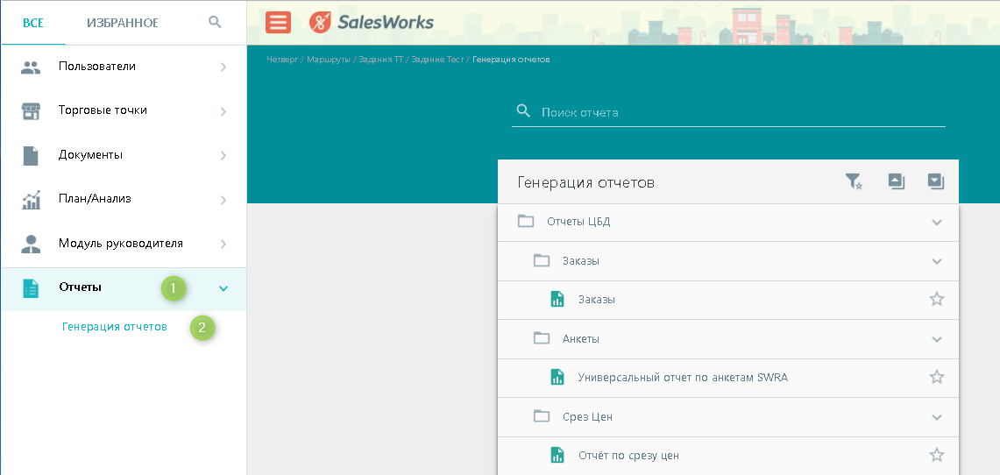 ВСЕ ИЗБРАННОЕ
SalesWorks
Пользователи
Торговые точки
Документы
План/Анализ
Модуль руководителя
Отчеты 1
Генерация отчетов 2
Четверг / Маршруты / Задания ТТ / Задание Тест / Генерация отчетов
Поиск отчета
Генерация отчетов
Отчеты ЦБД
Заказы
Заказы
Анкеты
Универсальный отчет по анкетам SWRA
Срез Цен
Отчёт по срезу цен